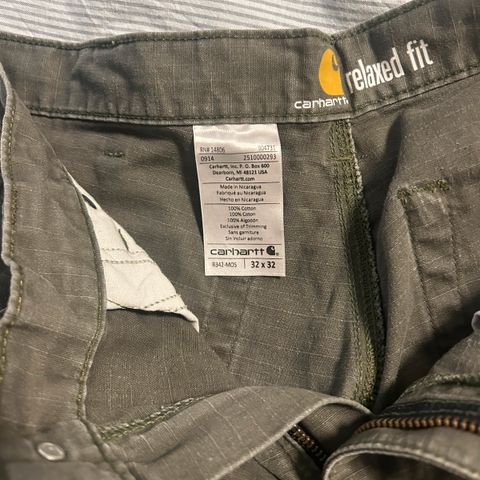 carhartt
relaxed fit
RN# 14806 904731
0914 2510000293
Carhartt, Inc. P. O. Box 600
Dearborn, MI 48121 USA
Carhartt.com
Made in Nicaragua
Fabriqué au Nicaragua
Hecho en Nicaragua
100% Cotton
100% Coton
100% Algodón
Exclusive of Trimming
Sans garniture
Sin incluir adorno
carhartt
B342-MOS 32 x 32